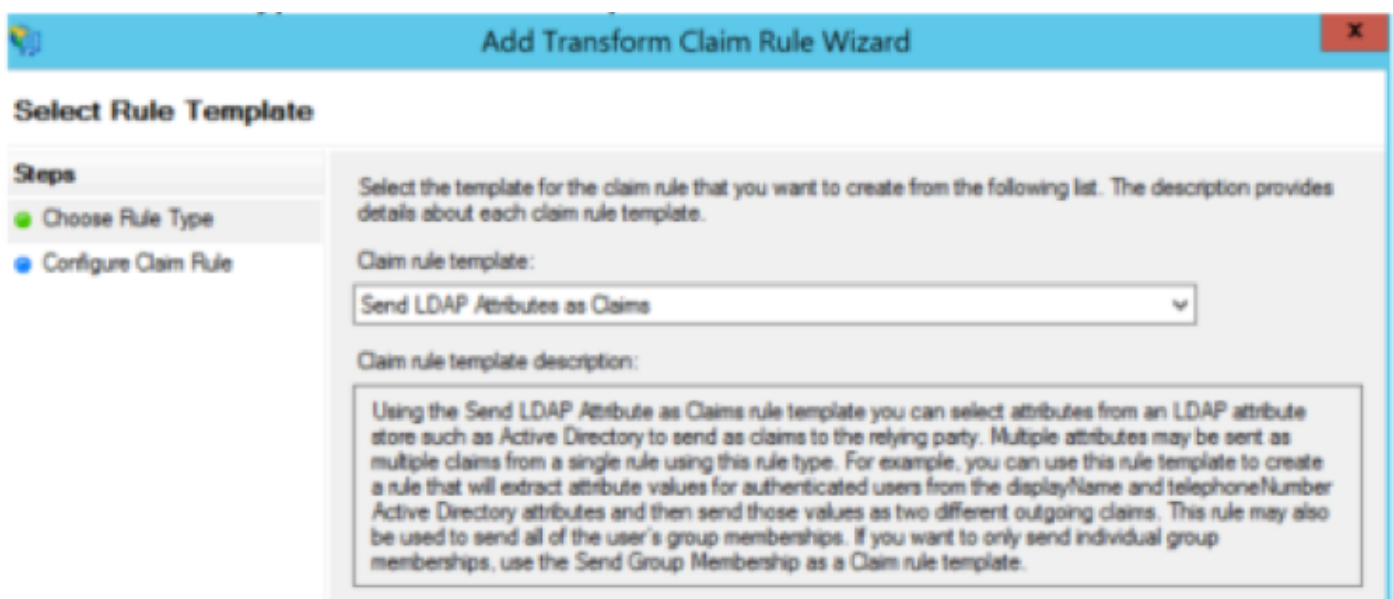 Add Transform Claim Rule Wizard
x
Select Rule Template
Steps
Choose Rule Type
Configure Claim Rule
Select the template for the claim rule that you want to create from the following list. The description provides
details about each claim rule template.
Claim rule template:
Send LDAP Attributes as Claims
Claim rule template description:
Using the Send LDAP Attribute as Claims rule template you can select attributes from an LDAP attribute
store such as Active Directory to send as claims to the relying party. Multiple attributes may be sent as
multiple claims from a single rule using this rule type. For example, you can use this rule template to create
a rule that will extract attribute values for authenticated users from the displayName and telephoneNumber
Active Directory attributes and then send those values as two different outgoing claims. This rule may also
be used to send all of the user's group memberships. If you want to only send individual group
memberships, use the Send Group Membership as a Claim rule template.